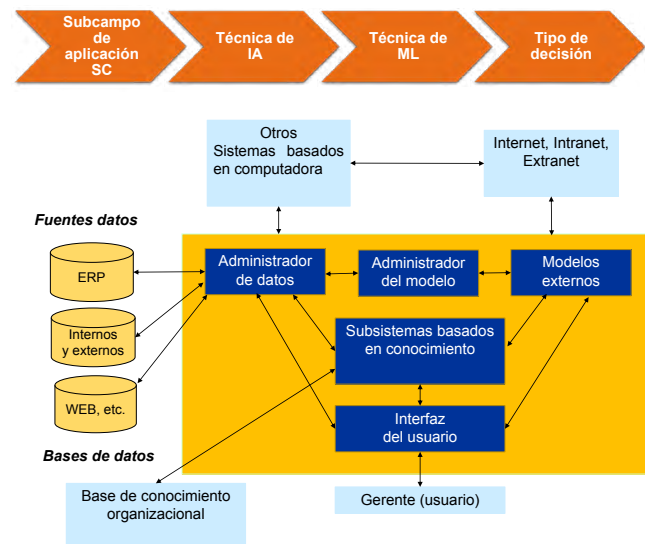 Subcampo
de
aplicación
SC
Técnica de
IA
Técnica de
ML
Tipo de
decisión
Otros
Sistemas basados
en computadora
Internet, Intranet,
Extranet
Fuentes datos
ERP
Internos
y externos
WEB, etc.
Bases de datos
Administrador
de datos
Administrador
del modelo
Modelos
externos
Subsistemas basados
en conocimiento
Interfaz
del usuario
Base de conocimiento
organizacional
Gerente (usuario)